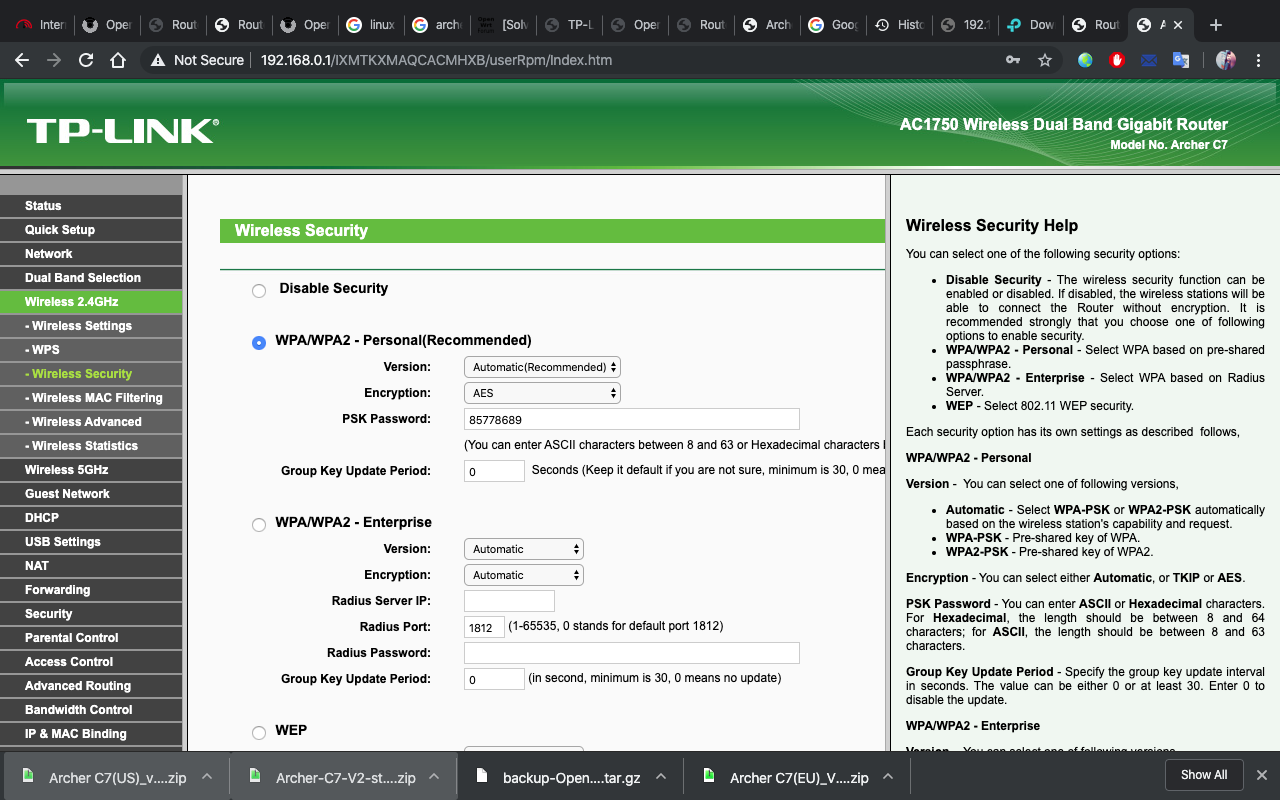 Inter
Oper
Rout
Rout
Oper
linux
arch
[Solv
TP-L
Oper
Rout
Arch
Goog
Histo
192.1
Dow
Rout
A
Not Secure
192.168.0.1/IXMTKXMAQCACMHXB/userRpm/Index.htm
TP-LINK®
AC1750 Wireless Dual Band Gigabit Router
Model No. Archer C7
Status
Quick Setup
Network
Dual Band Selection
Wireless 2.4GHz
- Wireless Settings
- WPS
- Wireless Security
- Wireless MAC Filtering
- Wireless Advanced
- Wireless Statistics
Wireless 5GHz
Guest Network
DHCP
USB Settings
NAT
Forwarding
Security
Parental Control
Access Control
Advanced Routing
Bandwidth Control
IP & MAC Binding
Wireless Security
Disable Security
WPA/WPA2 - Personal(Recommended)
Version: Automatic(Recommended)
Encryption: AES
PSK Password: 85778689
(You can enter ASCII characters between 8 and 63 or Hexadecimal characters
Group Key Update Period: 0 Seconds (Keep it default if you are not sure, minimum is 30, 0 mea
WPA/WPA2 - Enterprise
Version: Automatic
Encryption: Automatic
Radius Server IP:
Radius Port: 1812 (1-65535, 0 stands for default port 1812)
Radius Password:
Group Key Update Period: 0 (in second, minimum is 30, 0 means no update)
WEP
Wireless Security Help
You can select one of the following security options:
Disable Security - The wireless security function can be
enabled or disabled. If disabled, the wireless stations will be
able to connect the Router without encryption. It is
recommended strongly that you choose one of following
options to enable security.
WPA/WPA2 - Personal - Select WPA based on pre-shared
passphrase.
WPA/WPA2 - Enterprise - Select WPA based on Radius
Server.
WEP - Select 802.11 WEP security.
Each security option has its own settings as described follows,
WPA/WPA2 - Personal
Version - You can select one of following versions,
Automatic - Select WPA-PSK or WPA2-PSK automatically
based on the wireless station's capability and request.
WPA-PSK - Pre-shared key of WPA.
WPA2-PSK - Pre-shared key of WPA2.
Encryption - You can select either Automatic, or TKIP or AES.
PSK Password - You can enter ASCII or Hexadecimal characters.
For Hexadecimal, the length should be between 8 and 64
characters; for ASCII, the length should be between 8 and 63
characters.
Group Key Update Period - Specify the group key update interval
in seconds. The value can be either 0 or at least 30. Enter 0 to
disable the update.
WPA/WPA2 - Enterprise
Version - You can select one of following versions
Archer C7(US)_v....zip
Archer-C7-V2-st....zip
backup-Open....tar.gz
Archer C7(EU)_V....zip
Show All